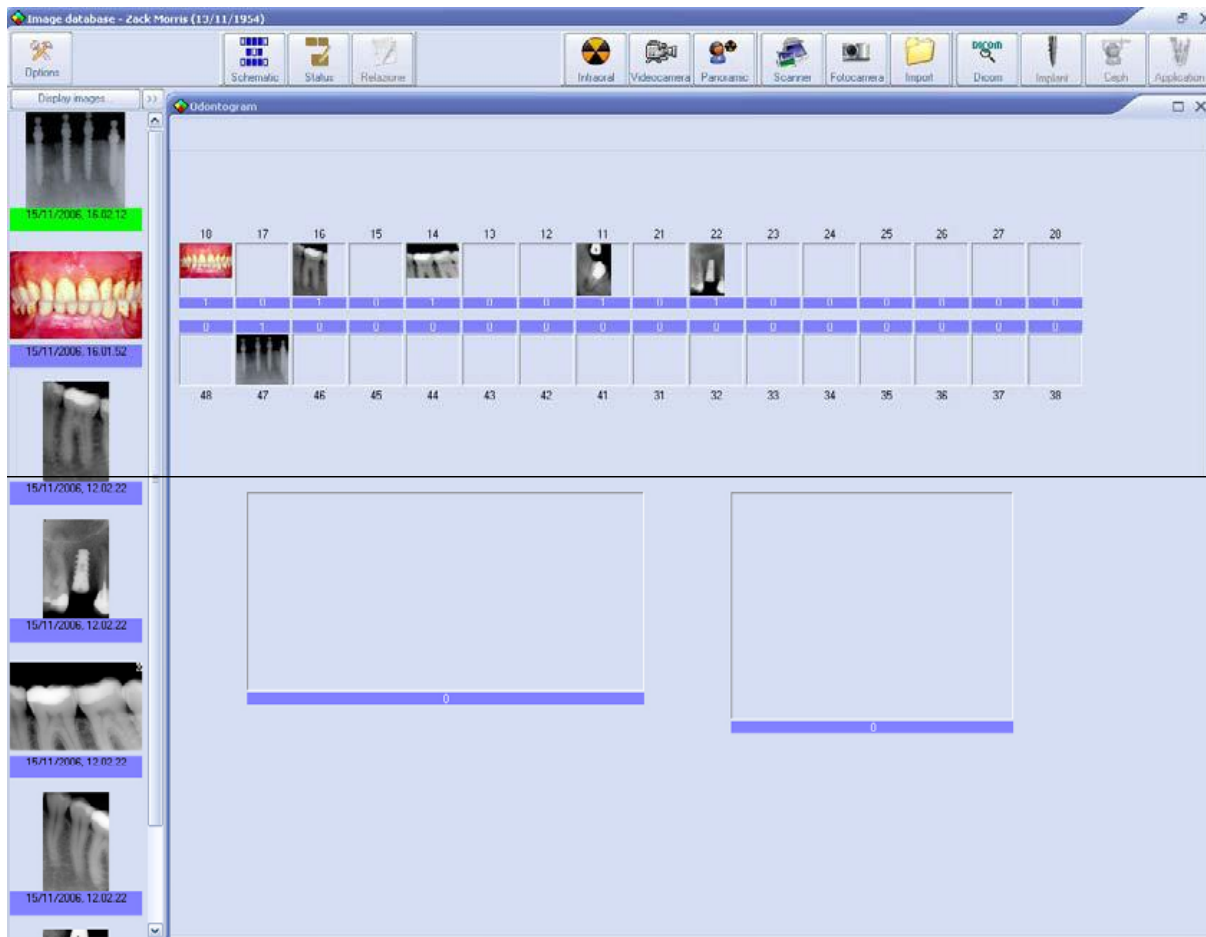 Image database - Zack Morris (13/11/1954)
Options
Schematic Status Relazione
Intraoral Videocamera Panoramic Scanner Fotocamera Import Dicom Implant Ceph Application
Display images... >>
Odontogram
15/11/2006, 16.02.12
15/11/2006, 16.01.52
15/11/2006, 12.02.22
15/11/2006, 12.02.22
15/11/2006, 12.02.22
15/11/2006, 12.02.22
18 17 16 15 14 13 12 11 21 22 23 24 25 26 27 28
1 0 1 0 1 0 0 1 0 1 0 0 0 0 0 0
0 1 0 0 0 0 0 0 0 0 0 0 0 0 0 0
48 47 46 45 44 43 42 41 31 32 33 34 35 36 37 38
0
0